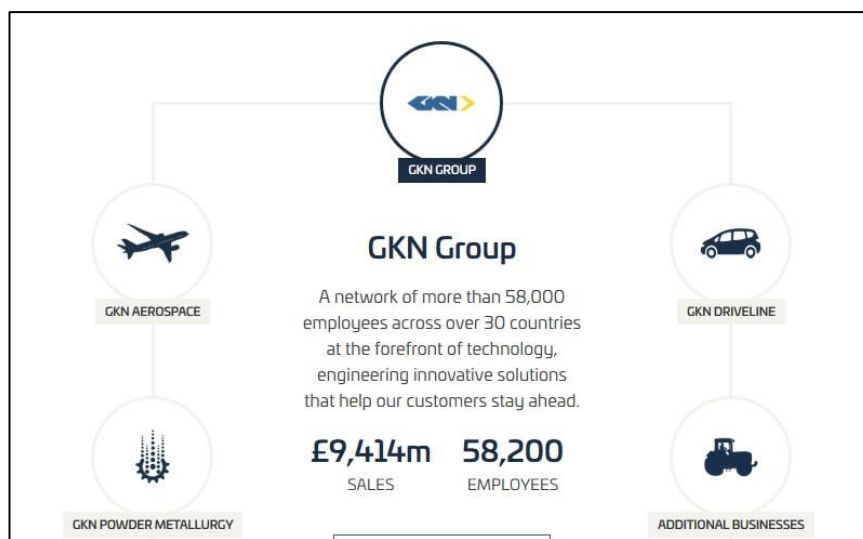 GKN
GKN GROUP
GKN AEROSPACE
GKN DRIVELINE
GKN Group
A network of more than 58,000
employees across over 30 countries
at the forefront of technology,
engineering innovative solutions
that help our customers stay ahead.
£9,414m 58,200
SALES EMPLOYEES
GKN POWDER METALLURGY
ADDITIONAL BUSINESSES